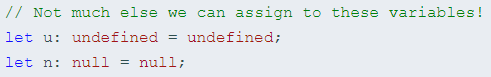 // Not much else we can assign to these variables!
let u: undefined = undefined;
let n: null = null;